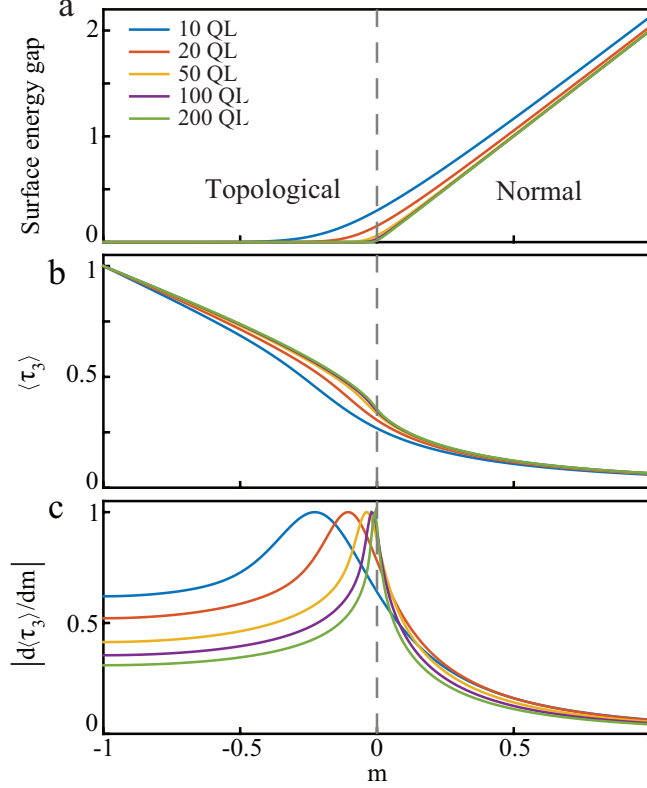 a
Surface energy gap
2
1
0
10 QL
20 QL
50 QL
100 QL
200 QL
Topological
Normal
b
⟨τ₃⟩
1
0.5
0
c
|d⟨τ₃⟩/dm|
1
0.5
0
-1
-0.5
0
0.5
m